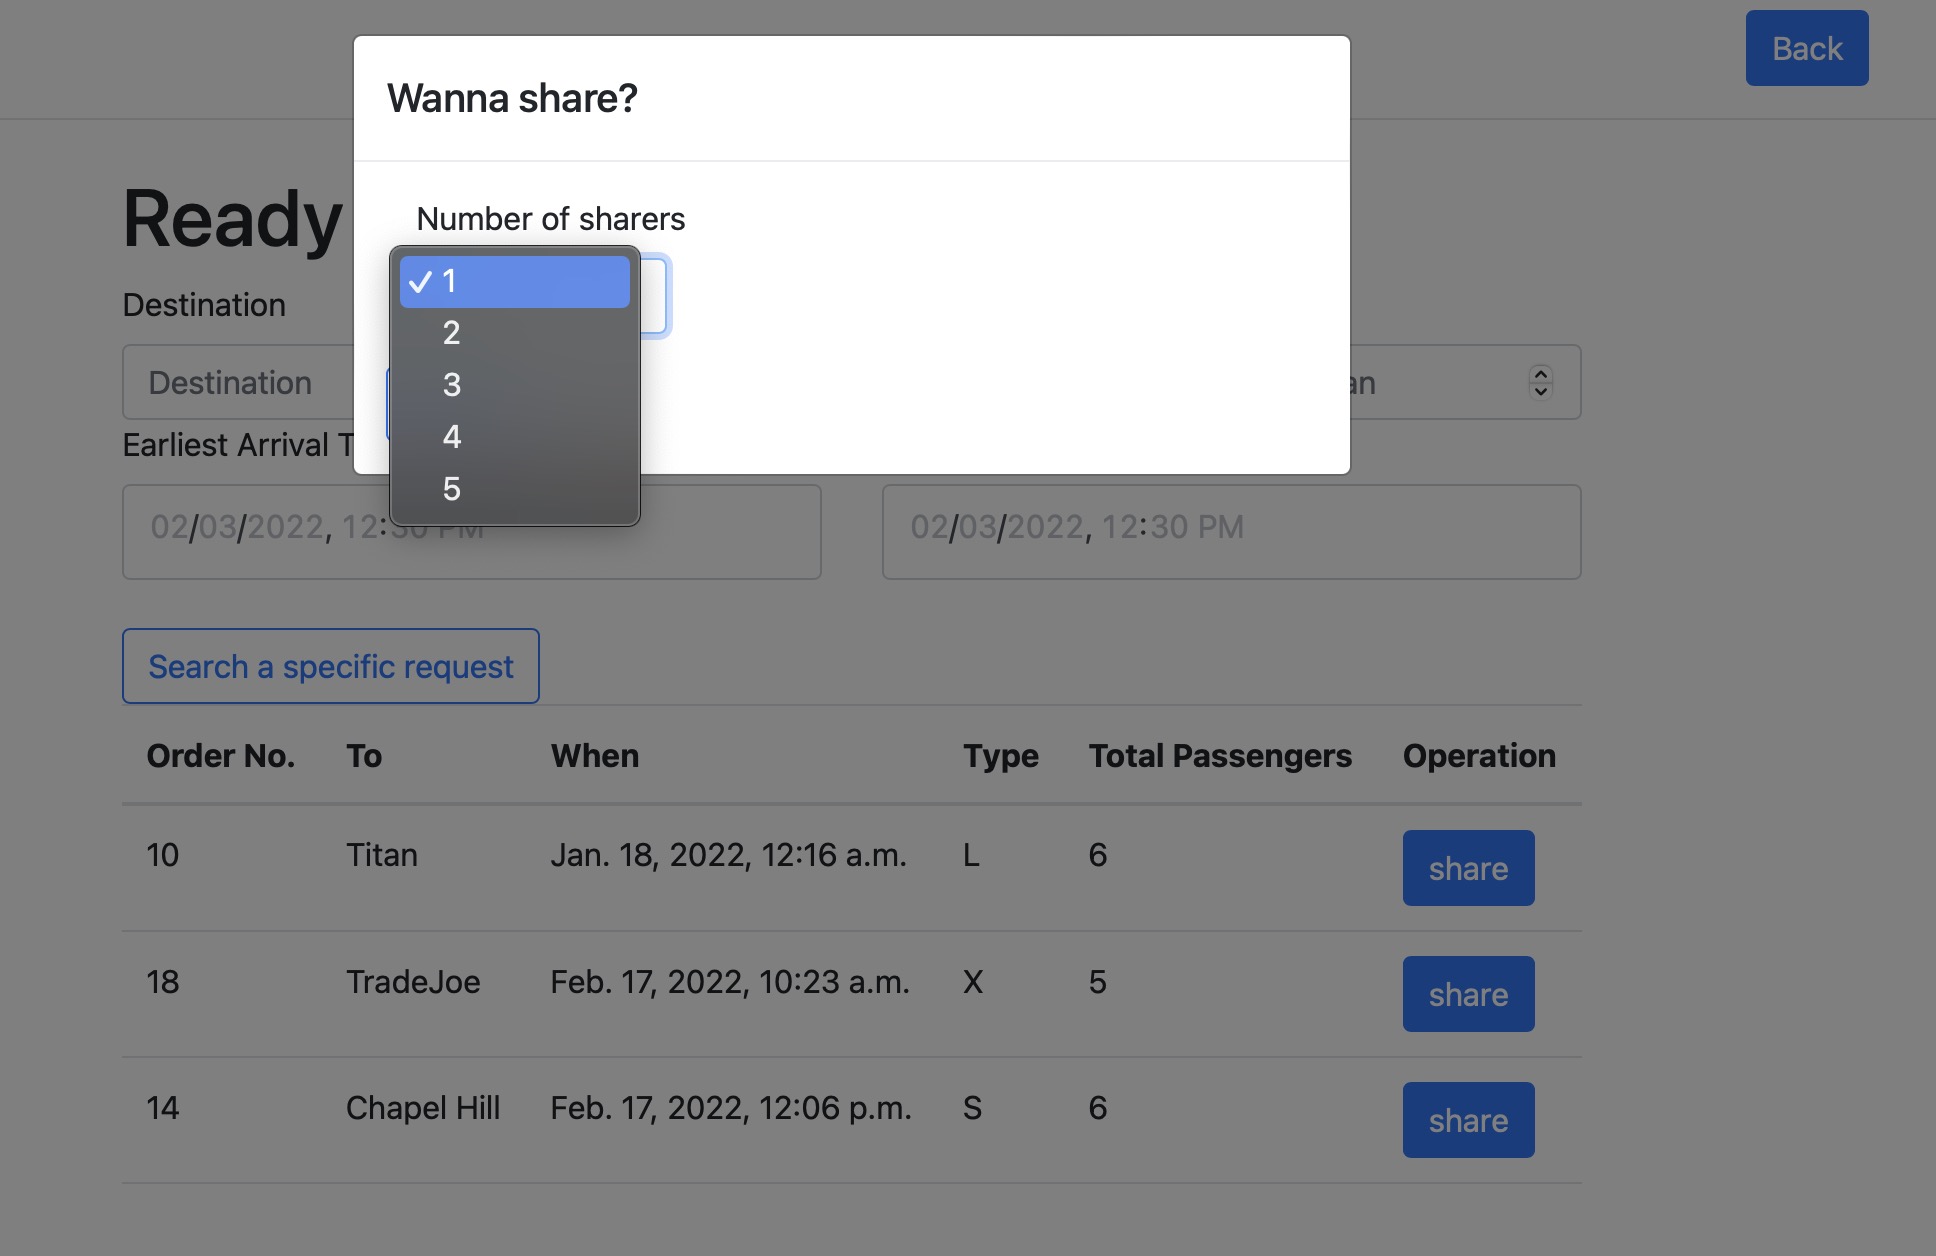 Back
Wanna share?
Number of sharers
1
2
3
4
5
Ready
Destination
Destination
an
Earliest Arrival T
02/03/2022, 12:30 PM
02/03/2022, 12:30 PM
Search a specific request
Order No. To When Type Total Passengers Operation
10 Titan Jan. 18, 2022, 12:16 a.m. L 6 share
18 TradeJoe Feb. 17, 2022, 10:23 a.m. X 5 share
14 Chapel Hill Feb. 17, 2022, 12:06 p.m. S 6 share